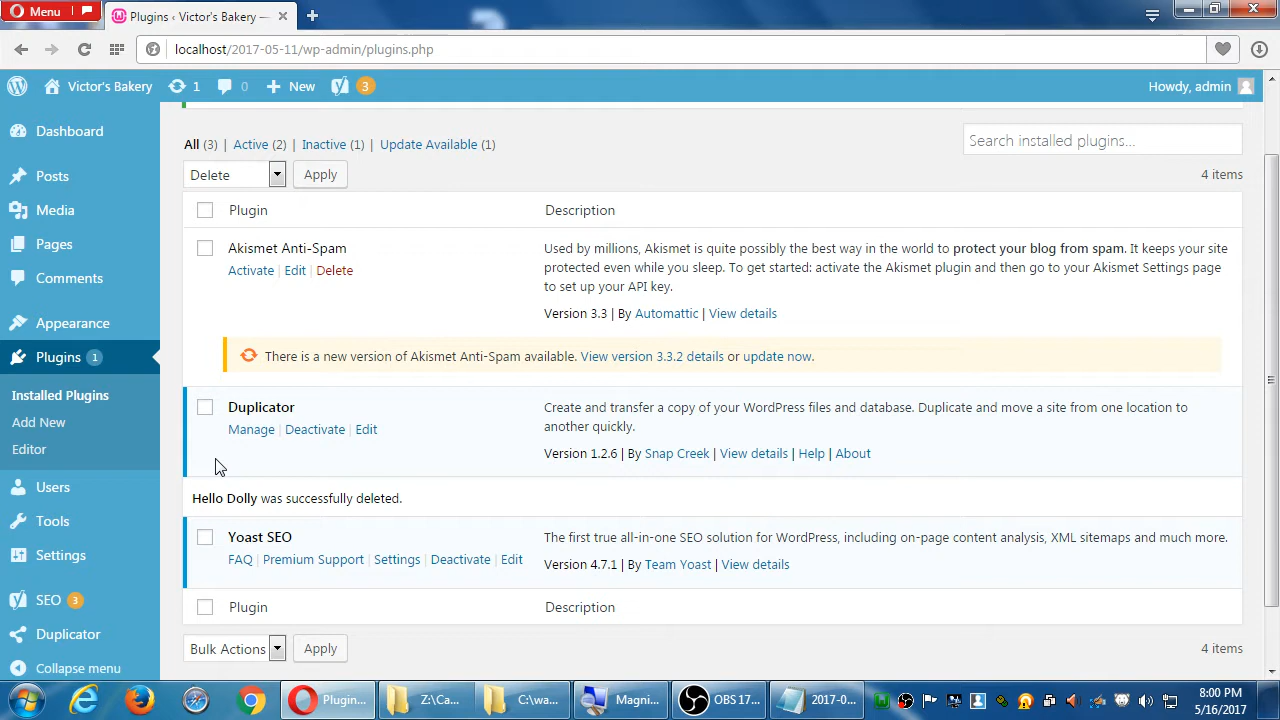 Menu
Plugins ‹ Victor's Bakery —
localhost/2017-05-11/wp-admin/plugins.php
Victor's Bakery 1 0 New 3 Howdy, admin
Dashboard
Posts
Media
Pages
Comments
Appearance
Plugins 1
Installed Plugins
Add New
Editor
Users
Tools
Settings
SEO 3
Duplicator
Collapse menu
All (3) | Active (2) | Inactive (1) | Update Available (1)
Search installed plugins...
Delete Apply 4 items
Plugin Description
Akismet Anti-Spam
Activate | Edit | Delete
Used by millions, Akismet is quite possibly the best way in the world to protect your blog from spam. It keeps your site
protected even while you sleep. To get started: activate the Akismet plugin and then go to your Akismet Settings page
to set up your API key.
Version 3.3 | By Automattic | View details
There is a new version of Akismet Anti-Spam available. View version 3.3.2 details or update now.
Duplicator
Manage | Deactivate | Edit
Create and transfer a copy of your WordPress files and database. Duplicate and move a site from one location to
another quickly.
Version 1.2.6 | By Snap Creek | View details | Help | About
Hello Dolly was successfully deleted.
Yoast SEO
FAQ | Premium Support | Settings | Deactivate | Edit
The first true all-in-one SEO solution for WordPress, including on-page content analysis, XML sitemaps and much more.
Version 4.7.1 | By Team Yoast | View details
Plugin Description
Bulk Actions Apply 4 items
Plugin... Z:\Ca... C:\wa... Magni... OBS 17... 2017-0...
8:00 PM
5/16/2017